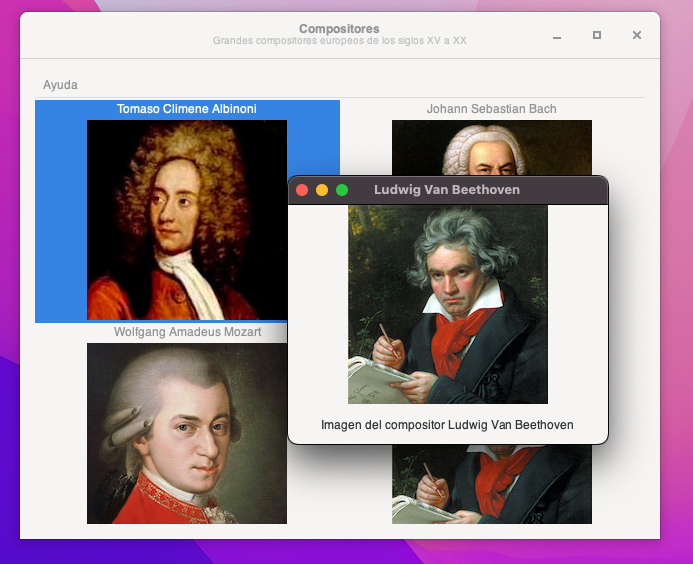 Compositores
Grandes compositores europeos de los siglos XV a XX
Ayuda
Tomaso Climene Albinoni
Johann Sebastian Bach
Ludwig Van Beethoven
Imagen del compositor Ludwig Van Beethoven
Wolfgang Amadeus Mozart